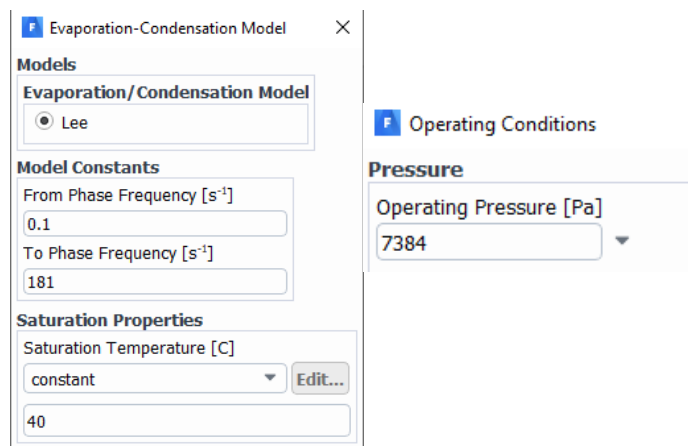 Evaporation-Condensation Model
Models
Evaporation/Condensation Model
Lee
Model Constants
From Phase Frequency [s⁻¹]
0.1
To Phase Frequency [s⁻¹]
181
Saturation Properties
Saturation Temperature [C]
constant
Edit...
40
Operating Conditions
Pressure
Operating Pressure [Pa]
7384